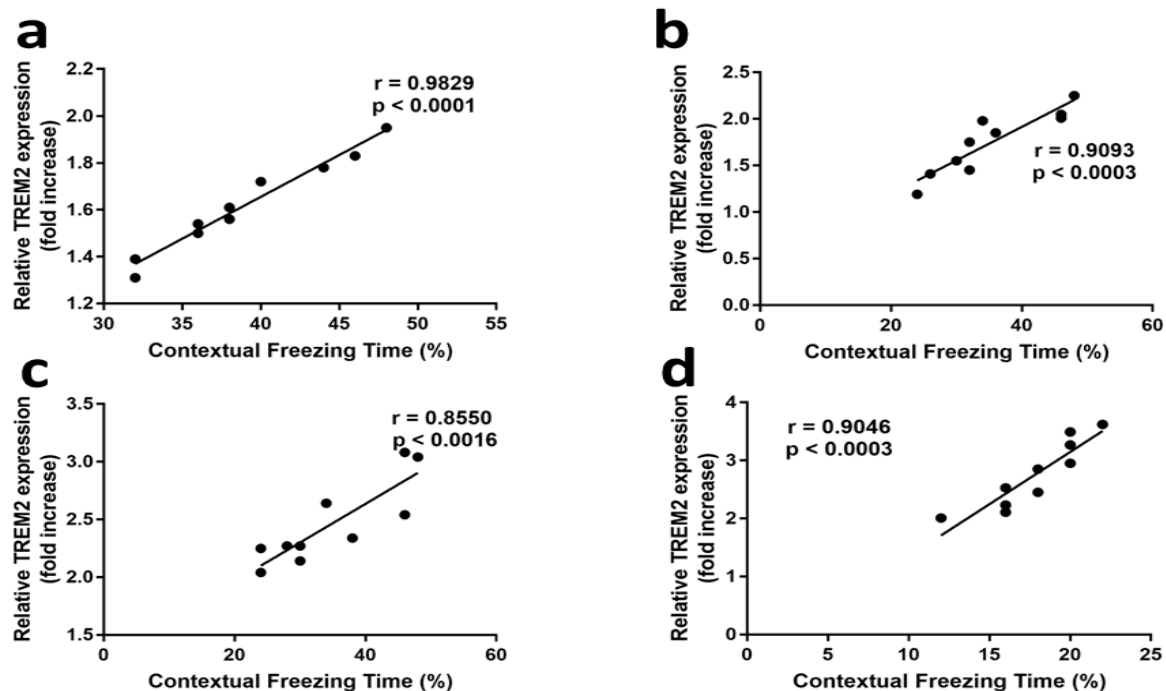 a
r = 0.9829
p < 0.0001
Relative TREM2 expression
(fold increase)
2.2
2.0
1.8
1.6
1.4
1.2
30 35 40 45 50 55
Contextual Freezing Time (%)
b
r = 0.9093
p < 0.0003
Relative TREM2 expression
(fold increase)
2.5
2.0
1.5
1.0
0.5
0.0
0 20 40 60
Contextual Freezing Time (%)
c
r = 0.8550
p < 0.0016
Relative TREM2 expression
(fold increase)
3.5
3.0
2.5
2.0
1.5
0 20 40 60
Contextual Freezing Time (%)
d
r = 0.9046
p < 0.0003
Relative TREM2 expression
(fold increase)
4
3
2
1
0
0 5 10 15 20 25
Contextual Freezing Time (%)